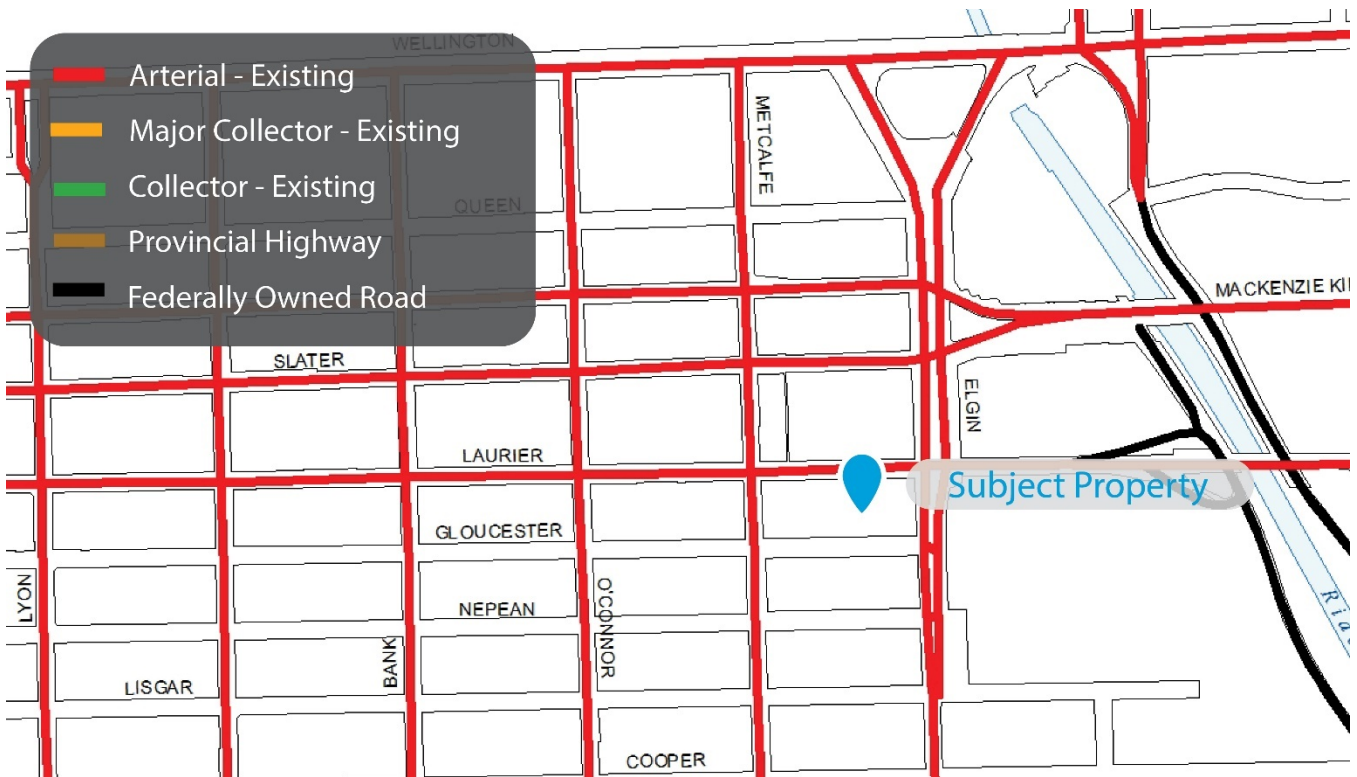 WELLINGTON
Arterial - Existing
Major Collector - Existing
Collector - Existing
QUEEN
Provincial Highway
Federally Owned Road
METCALFE
MACKENZIE KI
SLATER
ELGIN
LAURIER
Subject Property
GLOUCESTER
LYON
NEPEAN
O'CONNOR
BANK
LISGAR
COOPER
Rid